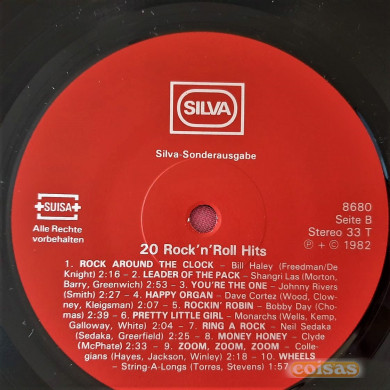 SILVA
Silva-Sonderausgabe
+SUISA+
Alle Rechte
vorbehalten
8680
Seite B
Stereo 33 T
℗ + © 1982
20 Rock'n'Roll Hits
1. ROCK AROUND THE CLOCK – Bill Haley (Freedman/De
Knight) 2:16 – 2. LEADER OF THE PACK – Shangri Las (Morton,
Barry, Greenwich) 2:53 – 3. YOU'RE THE ONE – Johnny Rivers
(Smith) 2:27 – 4. HAPPY ORGAN – Dave Cortez (Wood, Clow-
ney, Kleigsman) 2:07 – 5. ROCKIN' ROBIN – Bobby Day (Cho-
mas) 2:39 – 6. PRETTY LITTLE GIRL – Monarchs (Wells, Kemp,
Galloway, White) 2:04 – 7. RING A ROCK – Neil Sedaka
(Sedaka, Greenfield) 2:35 – 8. MONEY HONEY – Clyde
(McPhate) 2:33 – 9. ZOOM, ZOOM, ZOOM – Colle-
gians (Hayes, Jackson, Winley) 2:18 – 10. WHEELS –
String-A-Longs (Torres, Stevens)
coisas